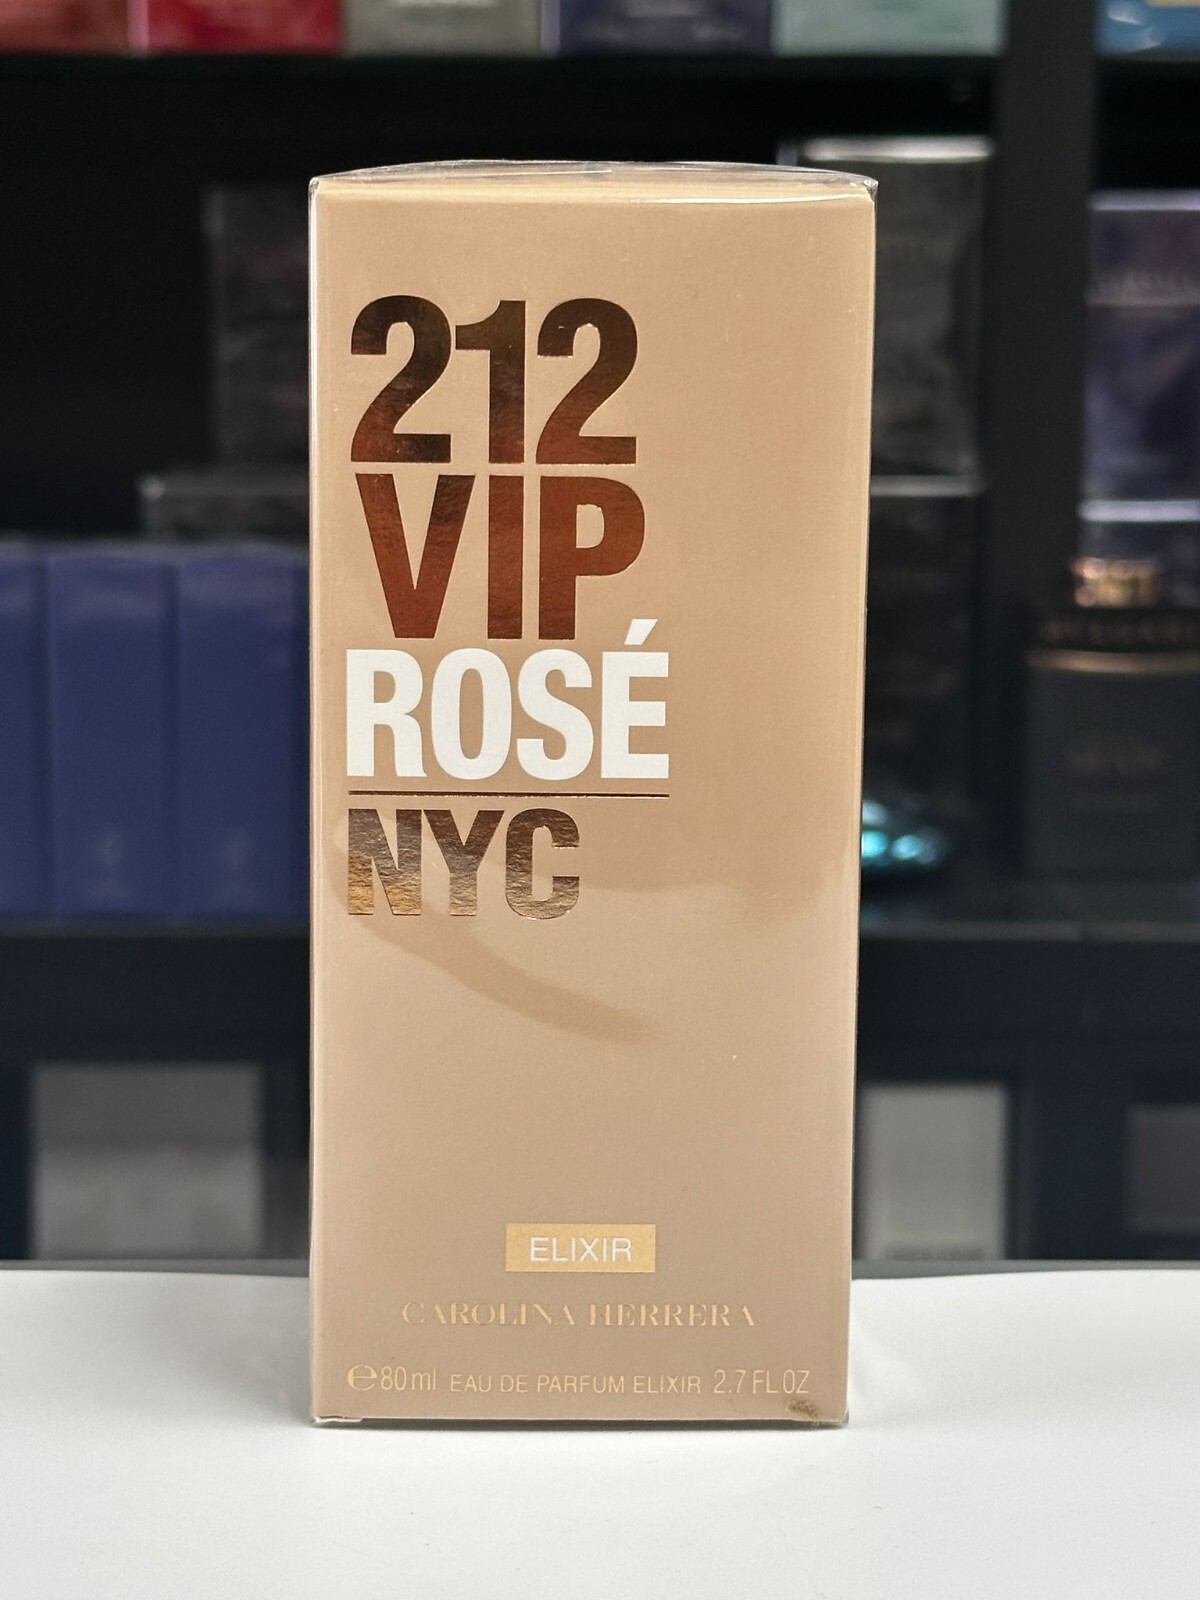 212
VIP
ROSÉ
NYC
ELIXIR
CAROLINA HERRERA
℮80ml EAU DE PARFUM ELIXIR 2.7 FL OZ